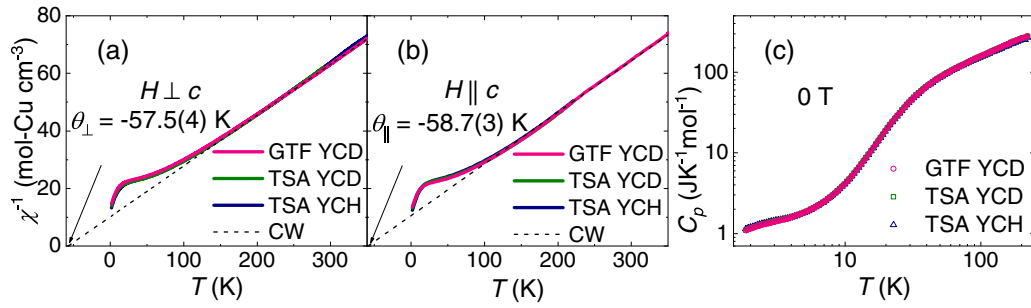 (a)
H ⊥ c
θ⊥ = -57.5(4) K
GTF YCD
TSA YCD
TSA YCH
CW
χ⁻¹ (mol-Cu cm⁻³)
80
60
40
20
0
0 100 200 300
T (K)
(b)
H ∥ c
θ∥ = -58.7(3) K
GTF YCD
TSA YCD
TSA YCH
CW
0 100 200 300
T (K)
(c)
0 T
GTF YCD
TSA YCD
TSA YCH
Cp (JK⁻¹mol⁻¹)
100
10
1
10 100
T (K)